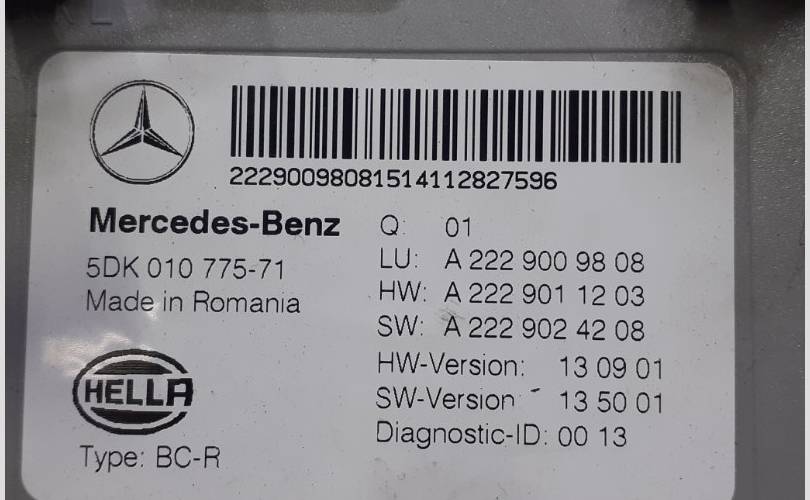 2229009808151411282​7596
Mercedes-Benz
5DK 010 775-71
Made in Romania
HELLA
Type: BC-R
Q: 01
LU: A 222 900 98 08
HW: A 222 901 12 03
SW: A 222 902 42 08
HW-Version: 13 09 01
SW-Version 13 50 01
Diagnostic-ID: 00 13